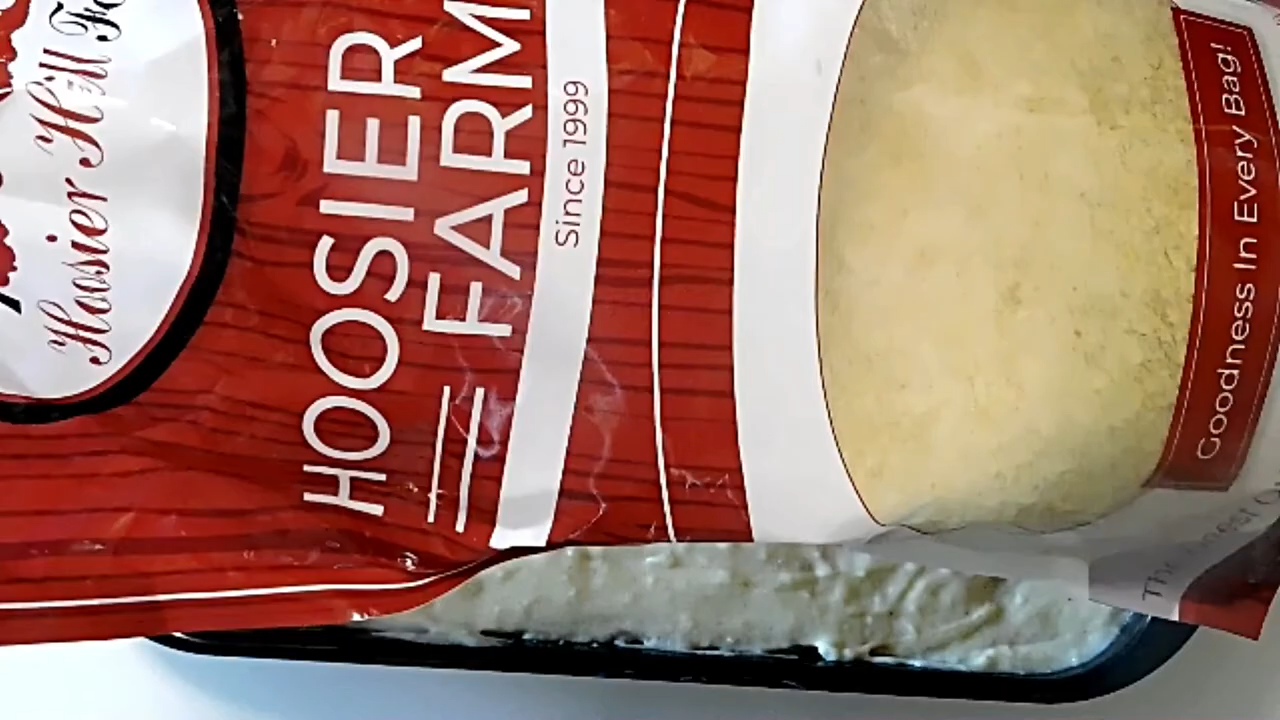 Hoosier Hill
HOOSIER
FARM
Since 1999
Goodness In Every Bag!